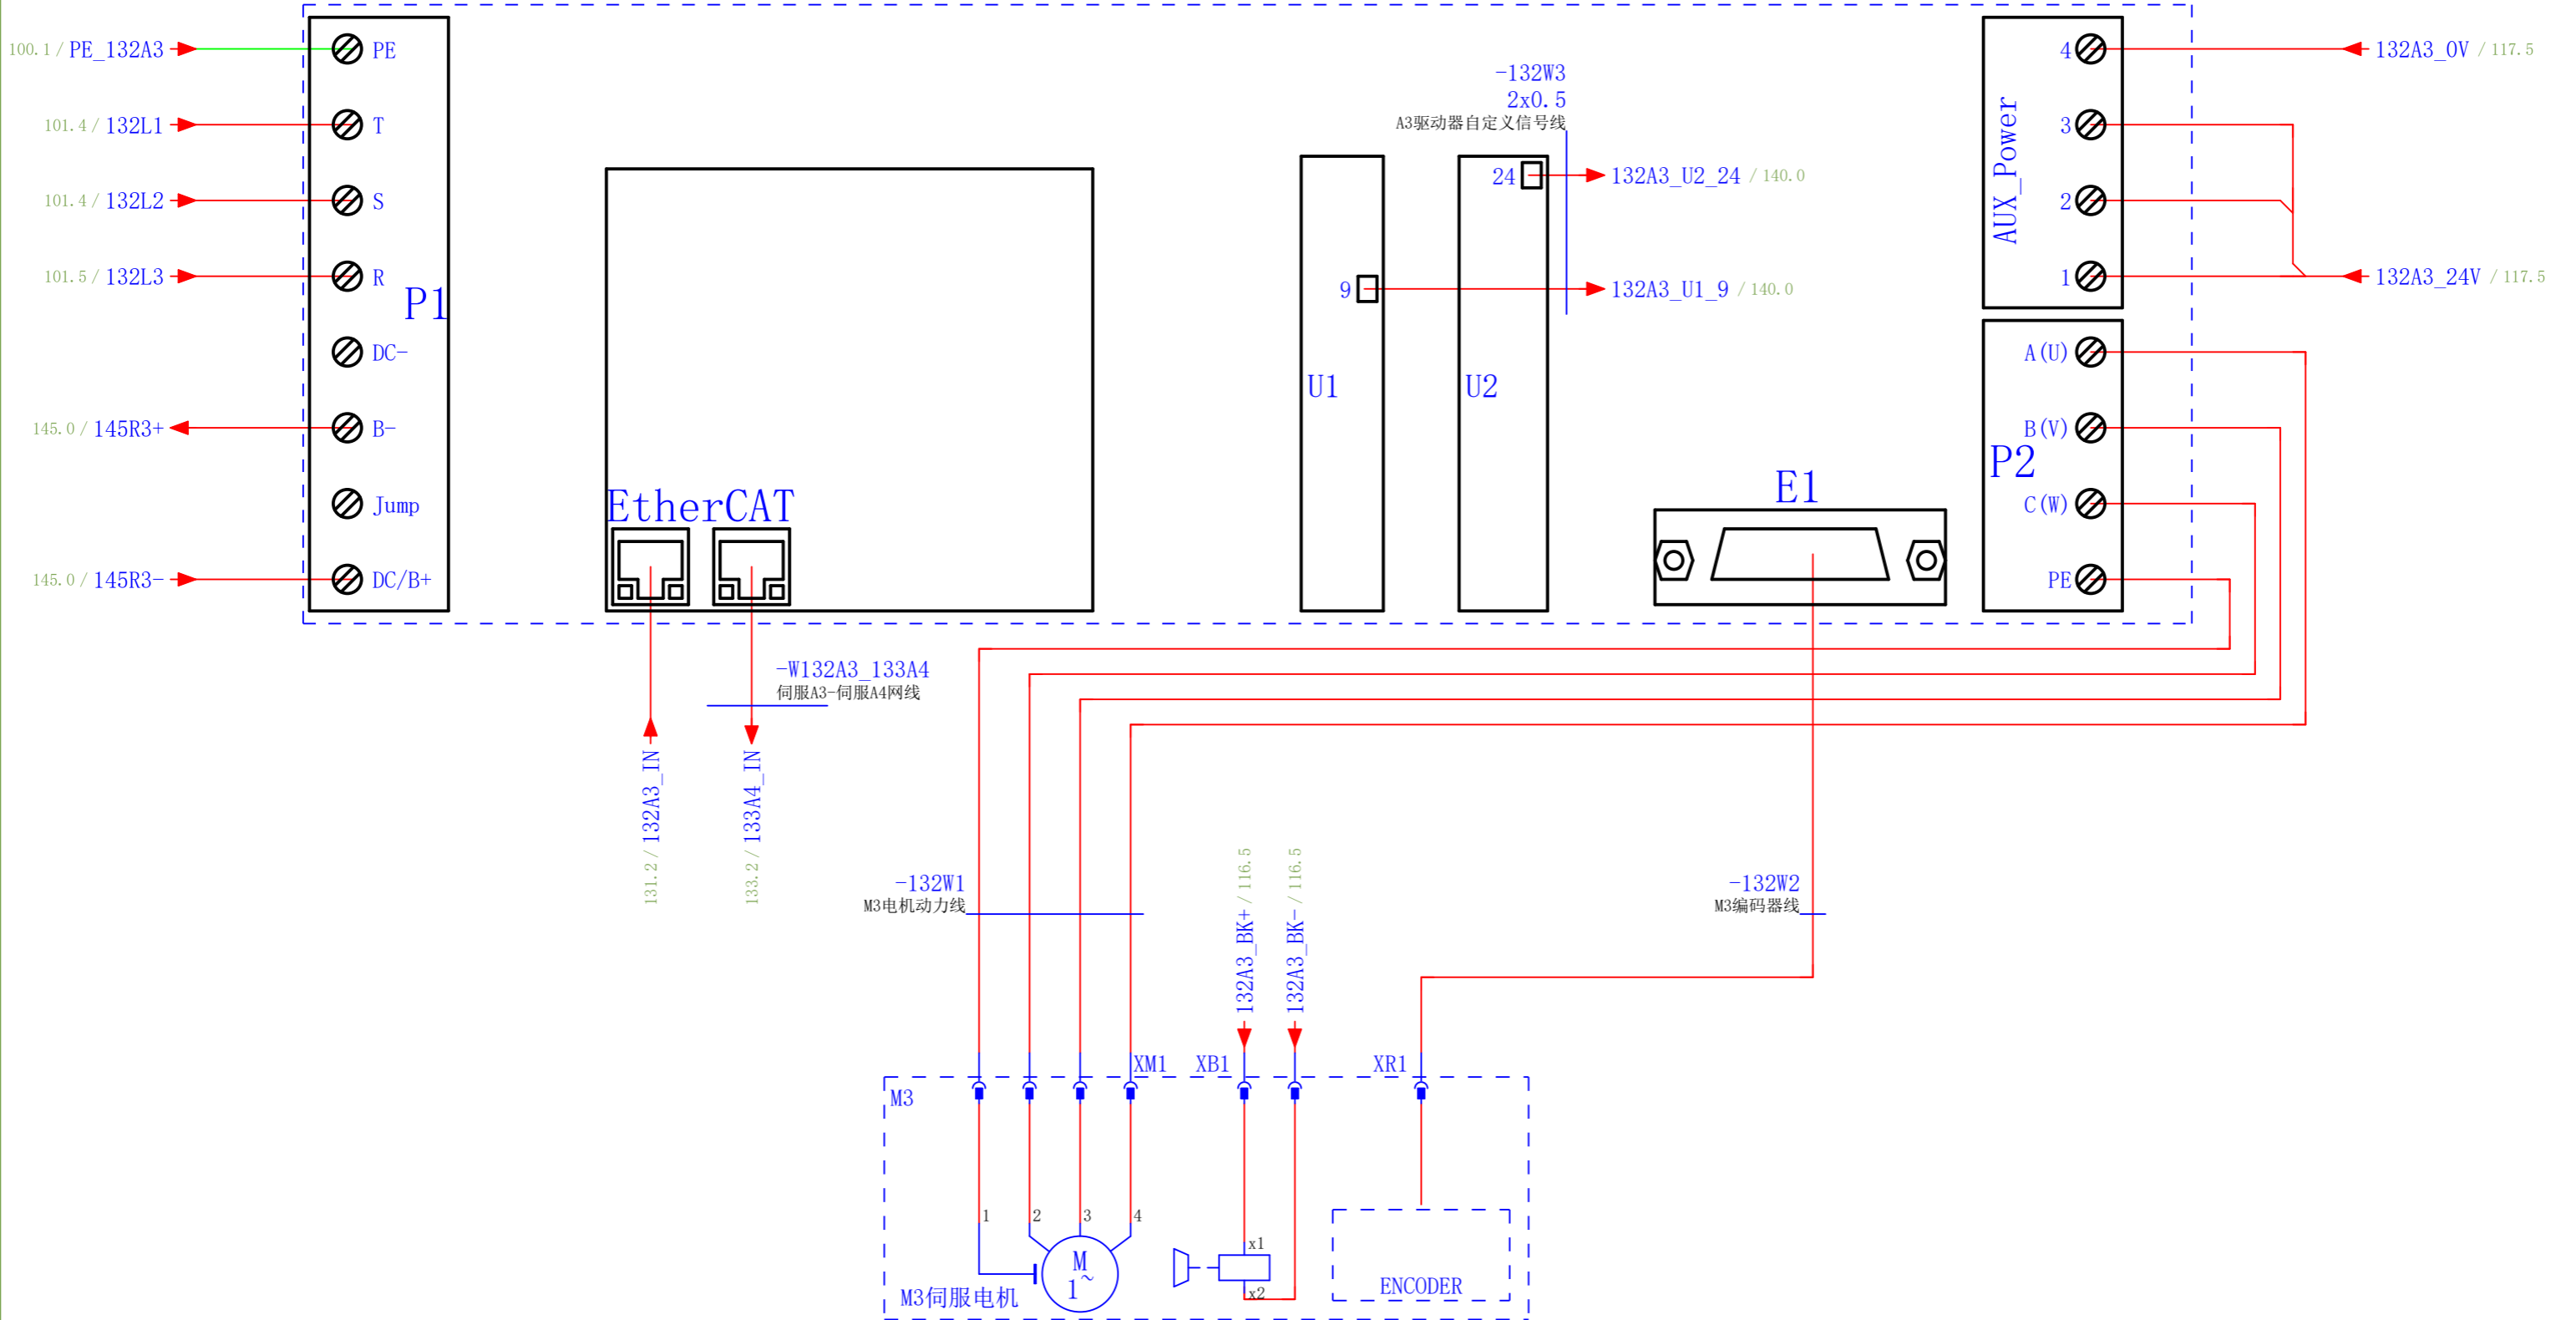 100.1 / PE_132A3
PE
101.4 / 132L1
T
101.4 / 132L2
S
101.5 / 132L3
R
P1
DC-
145.0 / 145R3+
B-
Jump
145.0 / 145R3-
DC/B+
EtherCAT
-132W3
2x0.5
A3驱动器自定义信号线
24
132A3_U2_24 / 140.0
9
132A3_U1_9 / 140.0
U1
U2
E1
AUX_Power
4
132A3_0V / 117.5
3
2
1
132A3_24V / 117.5
A(U)
B(V)
P2
C(W)
PE
-W132A3_133A4
伺服A3-伺服A4网线
131.2 / 132A3_IN
133.2 / 133A4_IN
-132W1
M3电机动力线
132A3_BK+ / 116.5
132A3_BK- / 116.5
-132W2
M3编码器线
XM1
XB1
XR1
M3
1
2
3
4
M
1~
M3伺服电机
x1
x2
ENCODER